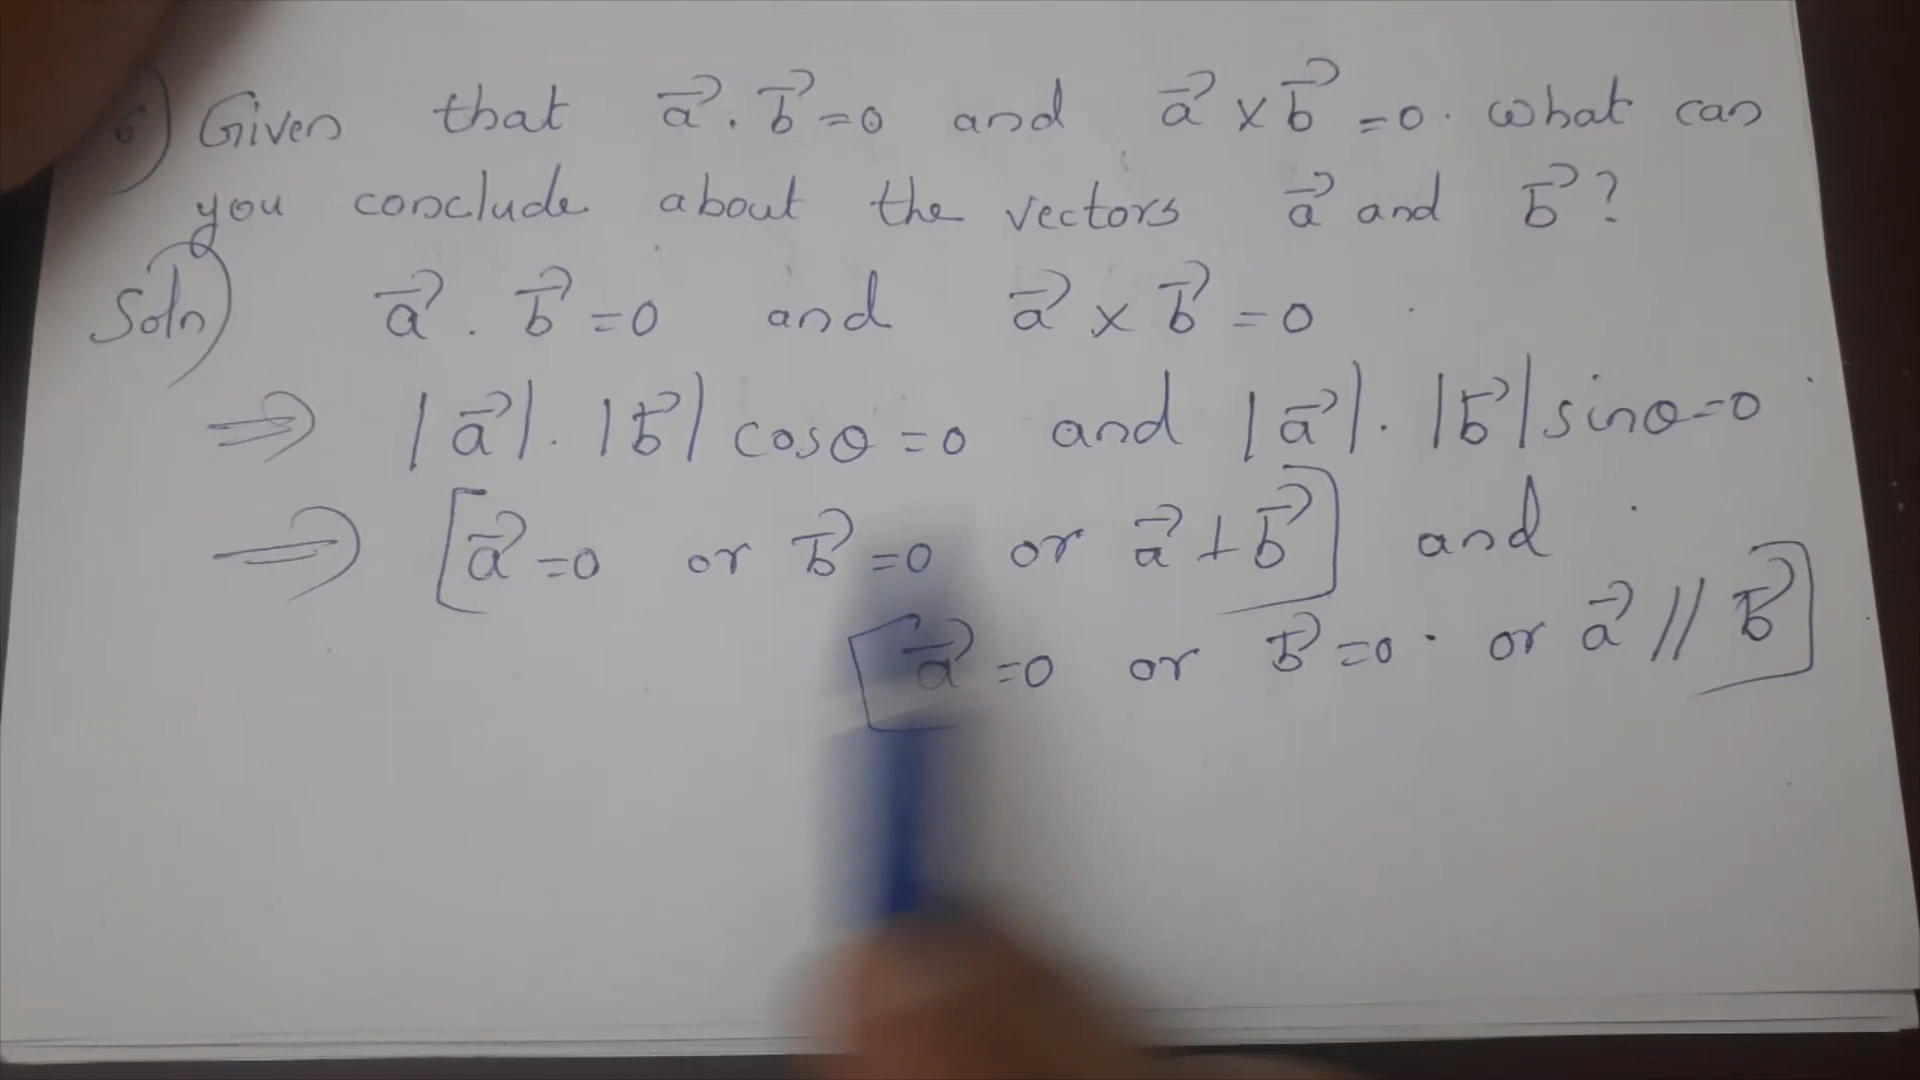 6) Given that a⃗ . b⃗ = 0 and a⃗ × b⃗ = 0. what can
you conclude about the vectors a⃗ and b⃗ ?
Soln) a⃗ . b⃗ = 0 and a⃗ × b⃗ = 0
⇒ |a⃗| . |b⃗| cosθ = 0 and |a⃗| . |b⃗| sinθ = 0
⇒ [a⃗ = 0 or b⃗ = 0 or a⃗ ⊥ b⃗] and
[a⃗ = 0 or b⃗ = 0 . or a⃗ // b⃗]